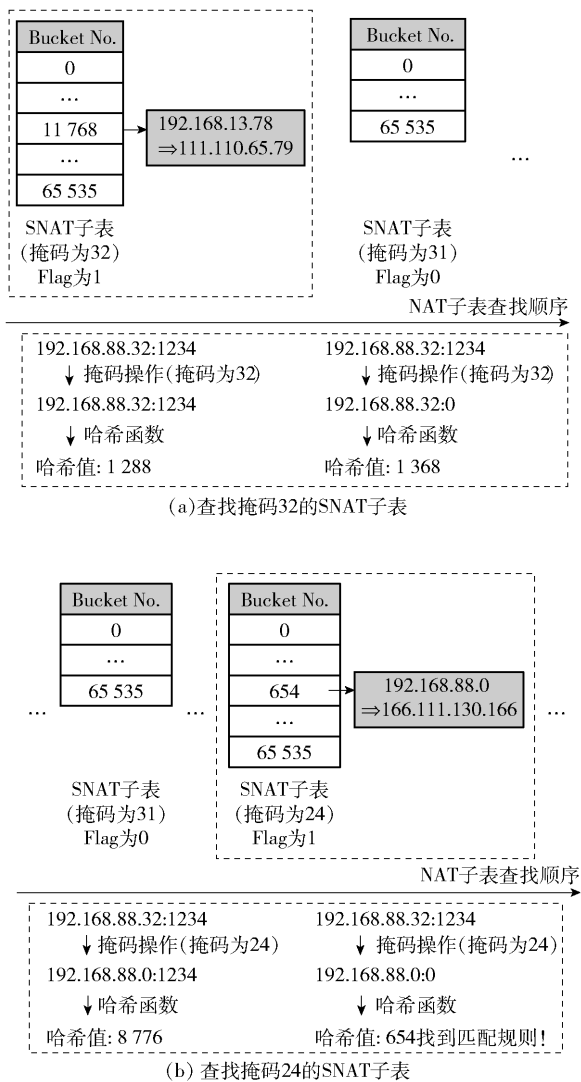 Bucket No.
0
…
11 768
…
65 535
192.168.13.78
⇒111.110.65.79
SNAT子表
(掩码为32)
Flag为1
Bucket No.
0
…
65 535
SNAT子表
(掩码为31)
Flag为0
…
NAT子表查找顺序
192.168.88.32:1234
掩码操作(掩码为32)
192.168.88.32:1234
哈希函数
哈希值: 1 288
192.168.88.32:1234
掩码操作(掩码为32)
192.168.88.32:0
哈希函数
哈希值: 1 368
(a)查找掩码32的SNAT子表
…
Bucket No.
0
…
65 535
SNAT子表
(掩码为31)
Flag为0
…
Bucket No.
0
…
654
…
65 535
192.168.88.0
⇒166.111.130.166
SNAT子表
(掩码为24)
Flag为1
…
NAT子表查找顺序
192.168.88.32:1234
掩码操作(掩码为24)
192.168.88.0:1234
哈希函数
哈希值: 8 776
192.168.88.32:1234
掩码操作(掩码为24)
192.168.88.0:0
哈希函数
哈希值: 654找到匹配规则!
(b) 查找掩码24的SNAT子表